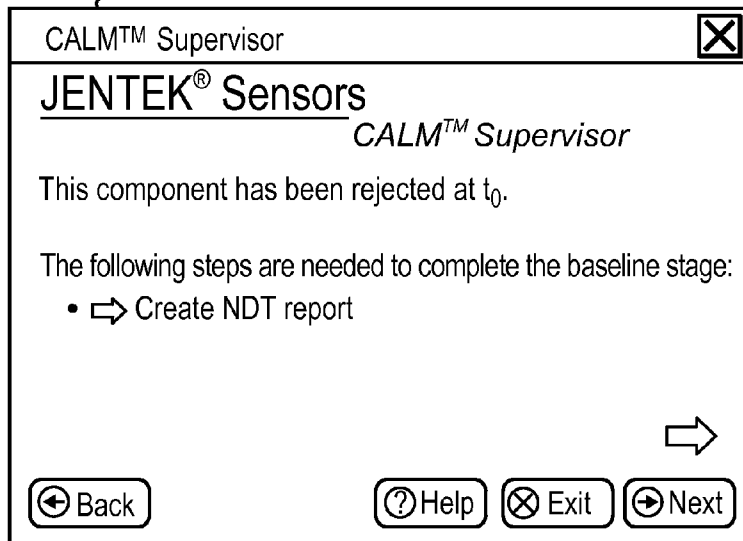 CALM™ Supervisor
JENTEK® Sensors
CALM™ Supervisor
This component has been rejected at t₀.
The following steps are needed to complete the baseline stage:
• ⇨ Create NDT report
Back Help Exit Next